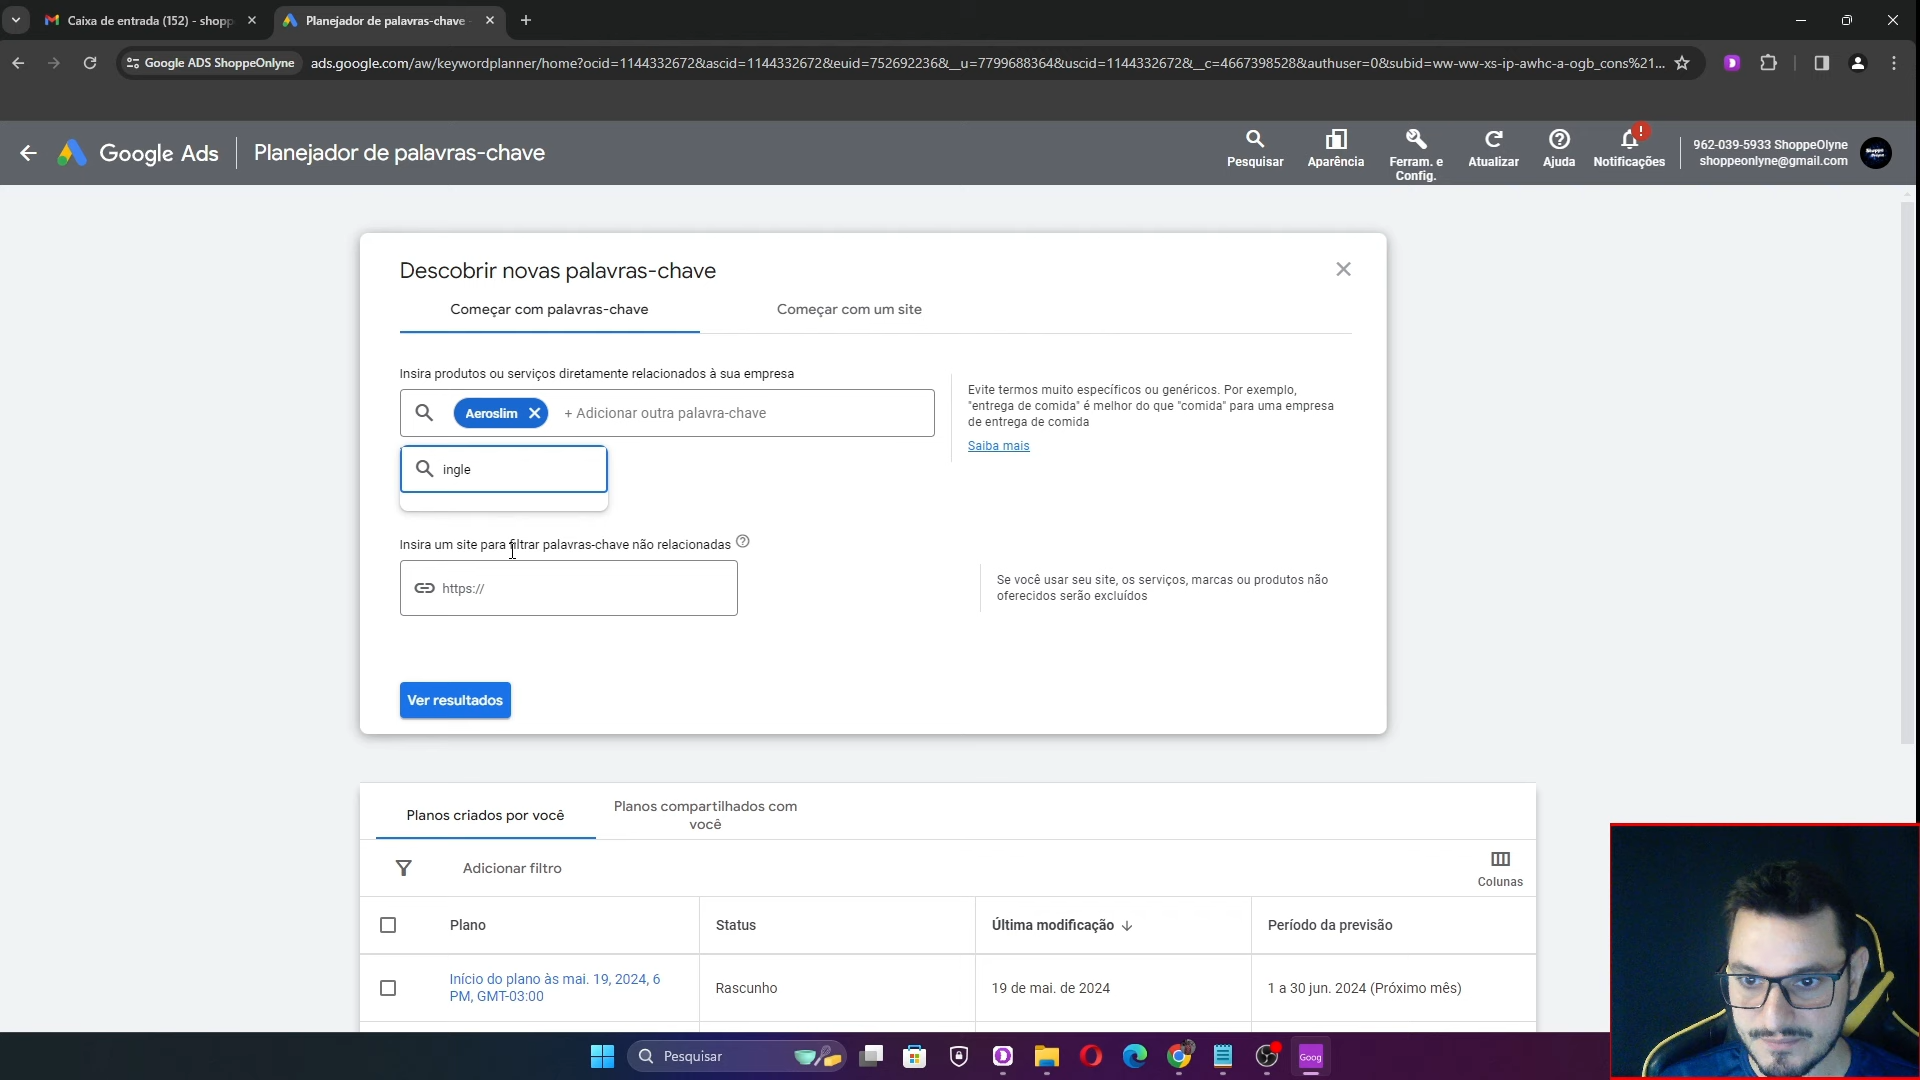 Caixa de entrada (152) - shopp
Planejador de palavras-chave
Google ADS ShoppeOnlyne
ads.google.com/aw/keywordplanner/home?ocid=1144332672&ascid=1144332672&euid=752692236&__u=7799688364&uscid=1144332672&__c=4667398528&authuser=0&subid=ww-ww-xs-ip-awhc-a-ogb_cons%21...
Google Ads
Planejador de palavras-chave
Pesquisar
Aparência
Ferram. e
Config.
Atualizar
Ajuda
!
Notificações
962-039-5933 ShoppeOlyne
shoppeonlyne@gmail.com
Descobrir novas palavras-chave
Começar com palavras-chave
Começar com um site
Insira produtos ou serviços diretamente relacionados à sua empresa
Aeroslim
+ Adicionar outra palavra-chave
Evite termos muito específicos ou genéricos. Por exemplo,
"entrega de comida" é melhor do que "comida" para uma empresa
de entrega de comida
Saiba mais
ingle
Insira um site para filtrar palavras-chave não relacionadas
https://
Se você usar seu site, os serviços, marcas ou produtos não
oferecidos serão excluídos
Ver resultados
Planos criados por você
Planos compartilhados com
você
Adicionar filtro
Colunas
Plano
Status
Última modificação
Período da previsão
Início do plano às mai. 19, 2024, 6
PM, GMT-03:00
Rascunho
19 de mai. de 2024
1 a 30 jun. 2024 (Próximo mês)
Pesquisar
Goog